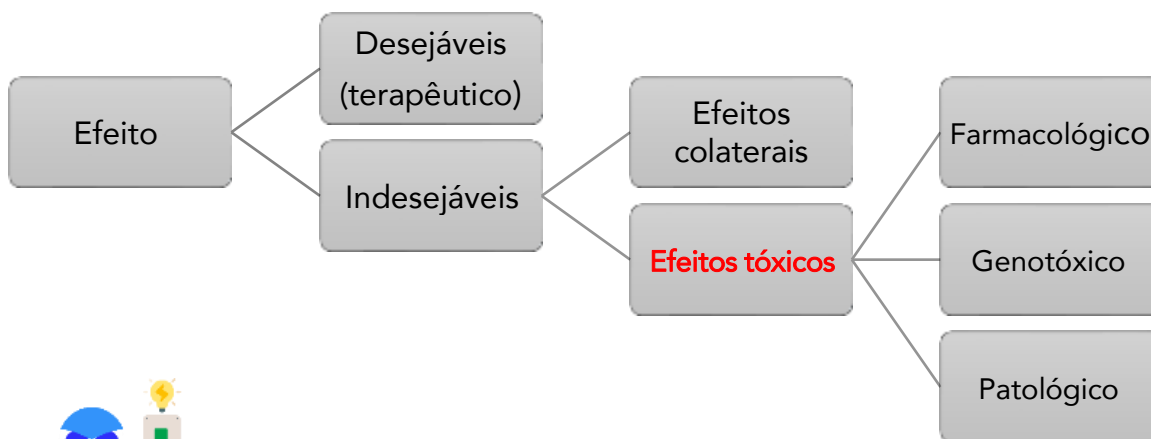 Efeito
Desejáveis
(terapêutico)
Indesejáveis
Efeitos
colaterais
Efeitos tóxicos
Farmacológico
Genotóxico
Patológico